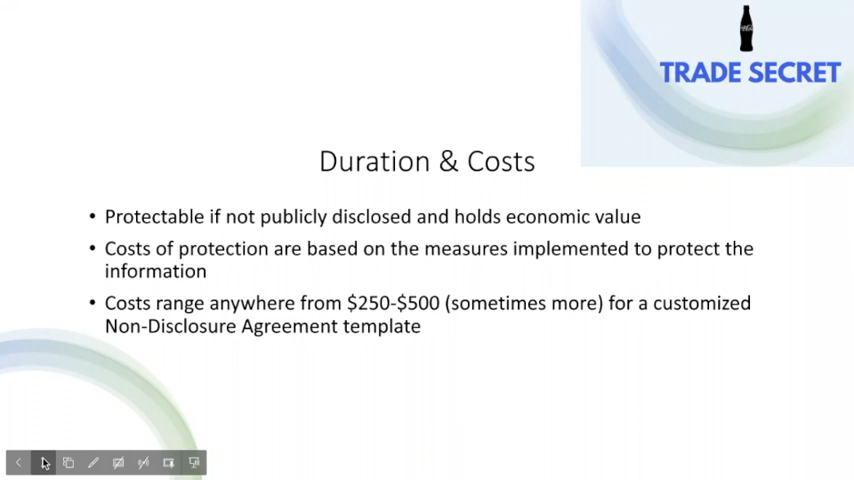 TRADE SECRET
Duration & Costs
• Protectable if not publicly disclosed and holds economic value
• Costs of protection are based on the measures implemented to protect the
information
• Costs range anywhere from $250-$500 (sometimes more) for a customized
Non-Disclosure Agreement template